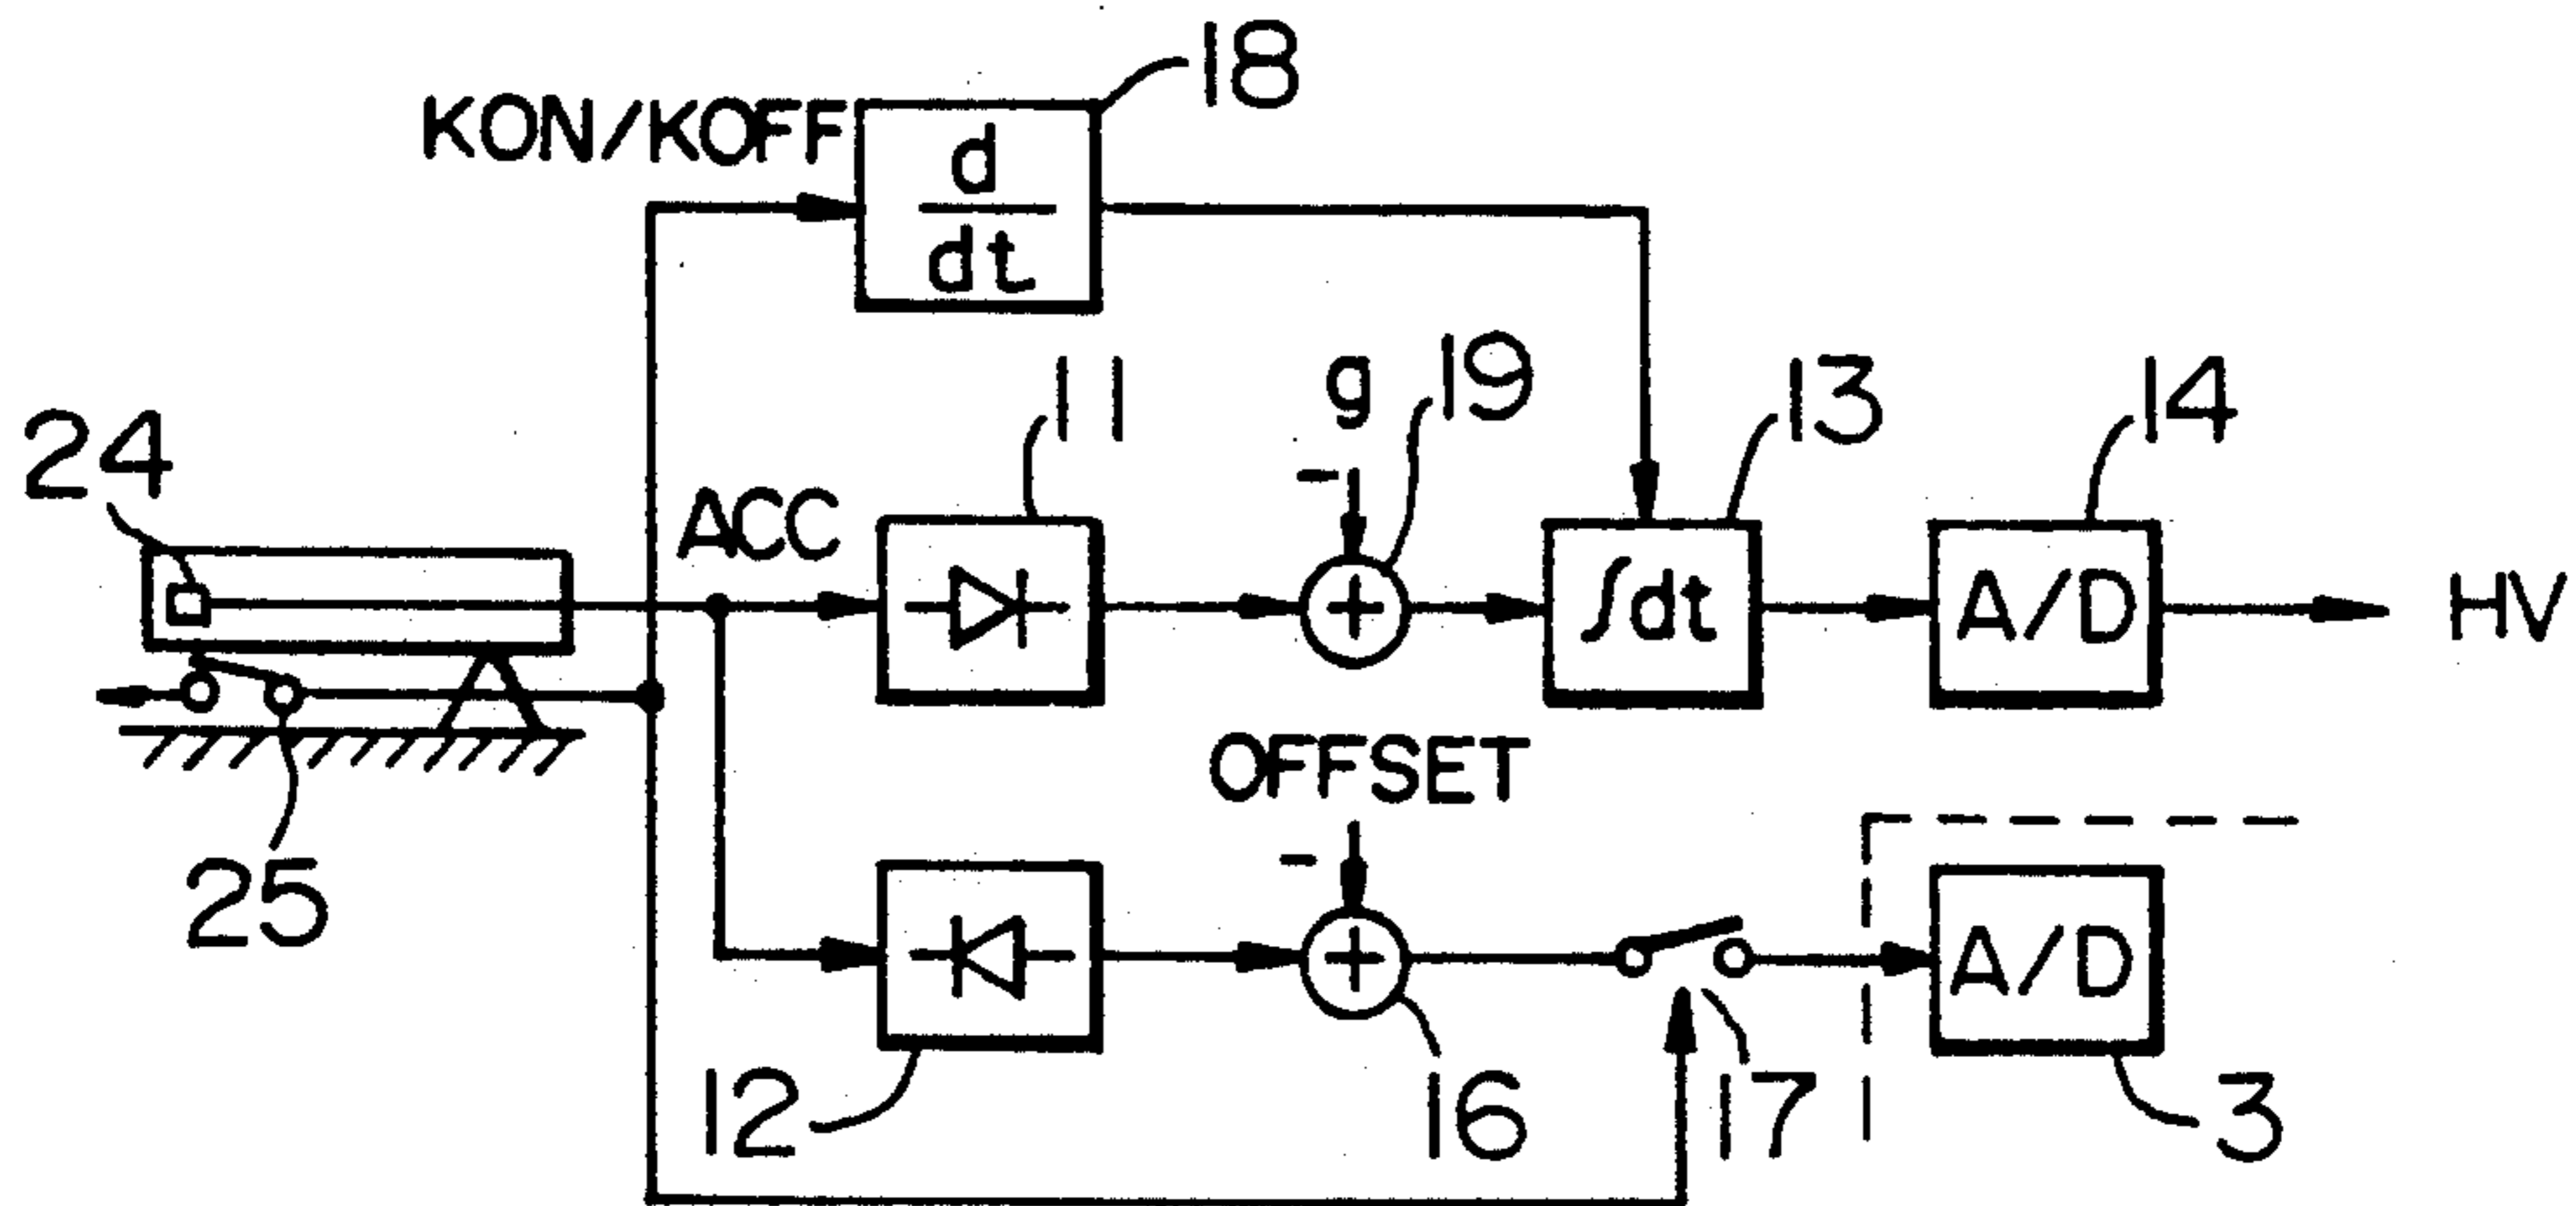 18
KON/KOFF
d
dt
11
g
19
13
14
24
ACC
-
+
∫dt
A/D
HV
OFFSET
25
-
+
A/D
12
16
17
3